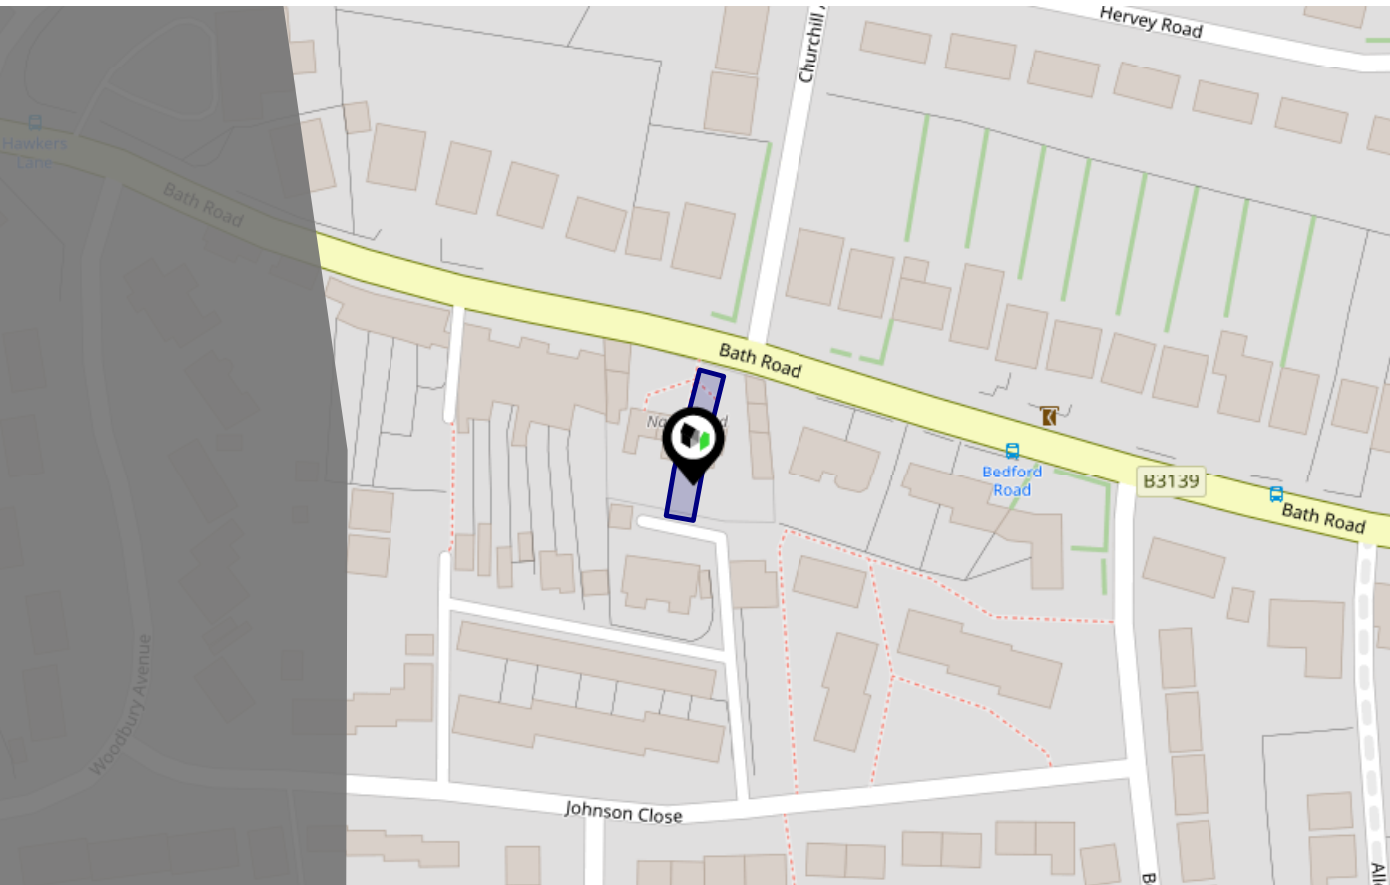 Hervey Road
Churchill
Hawkers
Lane
Bath Road
Bath Road
Bedford
Road
B3139
Bath Road
Woodbury Avenue
Johnson Close